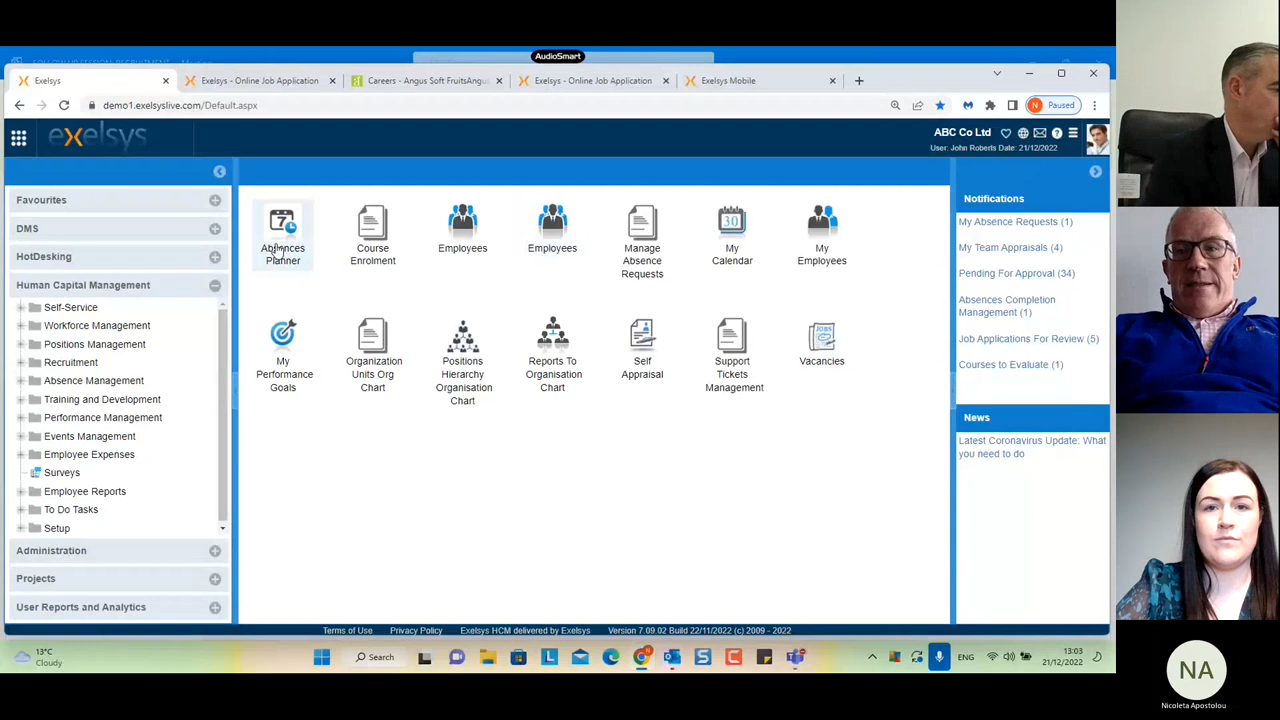 AudioSmart
Exelsys
Exelsys - Online Job Application
Careers - Angus Soft FruitsAngus
Exelsys - Online Job Application
Exelsys Mobile
demo1.exelsyslive.com/Default.aspx
N Paused
exelsys
ABC Co Ltd
User: John Roberts Date: 21/12/2022
Favourites
DMS
HotDesking
Human Capital Management
Self-Service
Workforce Management
Positions Management
Recruitment
Absence Management
Training and Development
Performance Management
Events Management
Employee Expenses
Surveys
Employee Reports
To Do Tasks
Setup
Administration
Projects
User Reports and Analytics
7
Absences
Planner
Course
Enrolment
Employees
Employees
Manage
Absence
Requests
30
My
Calendar
My
Employees
My
Performance
Goals
Organization
Units Org
Chart
Positions
Hierarchy
Organisation
Chart
Reports To
Organisation
Chart
Self
Appraisal
Support
Tickets
Management
JOBS
Vacancies
Notifications
My Absence Requests (1)
My Team Appraisals (4)
Pending For Approval (34)
Absences Completion
Management (1)
Job Applications For Review (5)
Courses to Evaluate (1)
News
Latest Coronavirus Update: What
you need to do
Terms of Use Privacy Policy Exelsys HCM delivered by Exelsys Version 7.09.02 Build 22/11/2022 (c) 2009 - 2022
13°C
Cloudy
Search
ENG
13:03
21/12/2022
NA
Nicoleta Apostolou